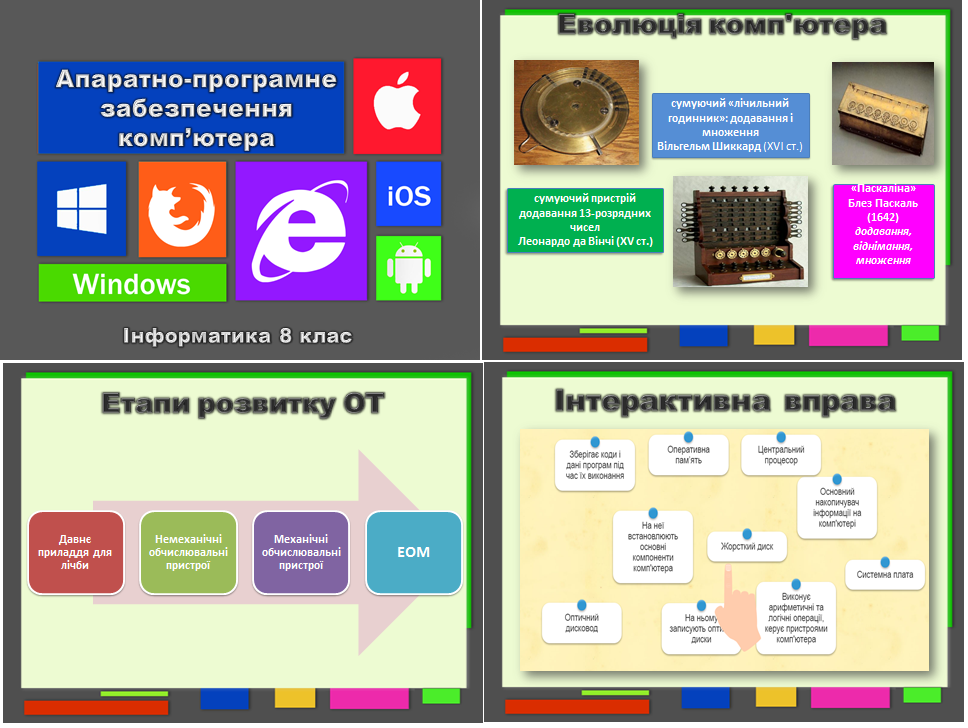 Апаратно-програмне
забезпечення
комп’ютера
iOS
Windows
Інформатика 8 клас
Еволюція комп'ютера
сумуючий «лічильний
годинник»: додавання і
множення
Вільгельм Шиккард (XVI ст.)
сумуючий пристрій
додавання 13-розрядних
чисел
Леонардо да Вінчі (XV ст.)
«Паскаліна»
Блез Паскаль
(1642)
додавання,
віднімання,
множення
Етапи розвитку ОТ
Давнє
приладдя для
лічби
Немеханічні
обчислювальні
пристрої
Механічні
обчислювальні
пристрої
ЕОМ
Інтерактивна вправа
Зберігає коди і
дані програм під
час їх виконання
Оперативна
пам'ять
Центральний
процесор
Основний
накопичувач
інформації на
комп'ютері
На неї
встановлюють
основні
компоненти
комп'ютера
Жорсткий диск
Системна плата
Оптичний
дисковод
На ньому
записують опти
диски
Виконує
арифметичні та
логічні операції,
керує пристроями
комп'ютера